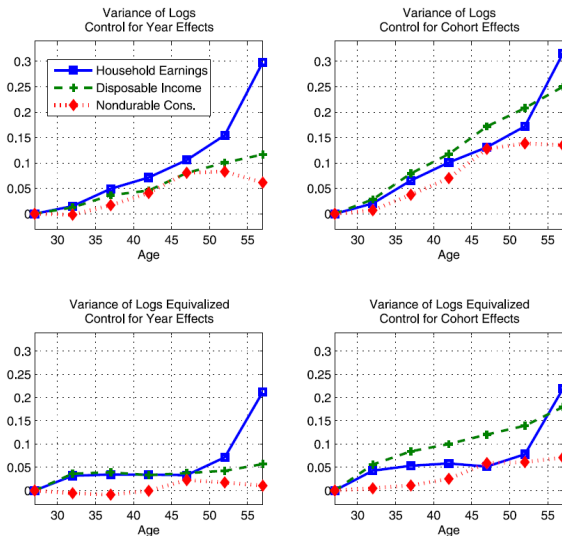 Variance of Logs
Control for Year Effects
0.3
0.25
0.2
0.15
0.1
0.05
0
Household Earnings
Disposable Income
Nondurable Cons.
30 35 40 45 50 55
Age
Variance of Logs
Control for Cohort Effects
0.3
0.25
0.2
0.15
0.1
0.05
0
30 35 40 45 50 55
Age
Variance of Logs Equivalized
Control for Year Effects
0.3
0.25
0.2
0.15
0.1
0.05
0
30 35 40 45 50 55
Age
Variance of Logs Equivalized
Control for Cohort Effects
0.3
0.25
0.2
0.15
0.1
0.05
0
30 35 40 45 50 55
Age